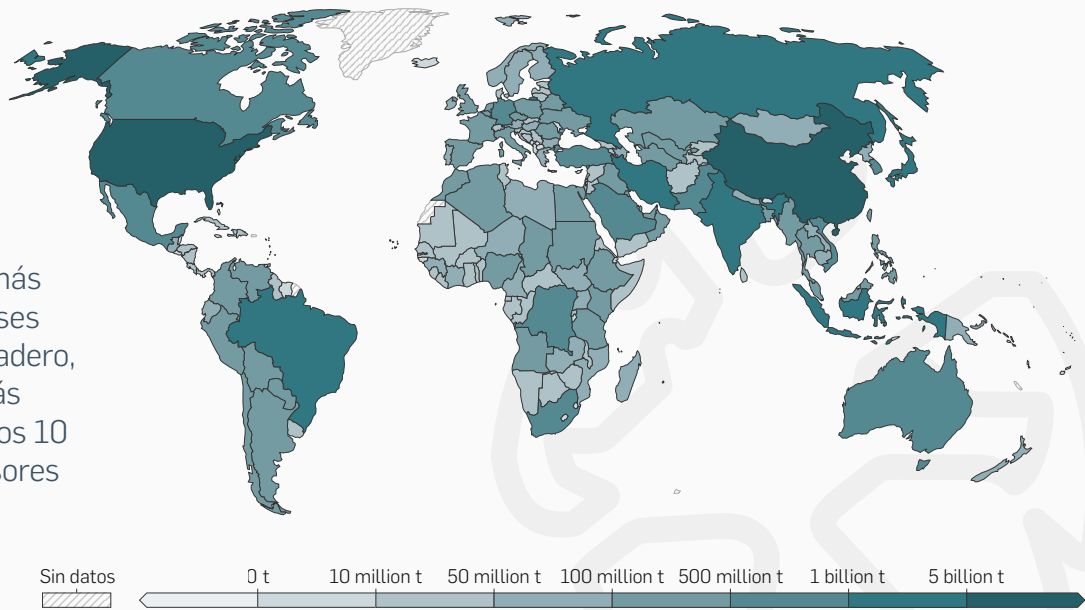 más
ses
adero,
ás
os 10
sores
Sin datos
0 t
10 million t
50 billion t
100 million t
500 million t
1 billion t
5 billion t